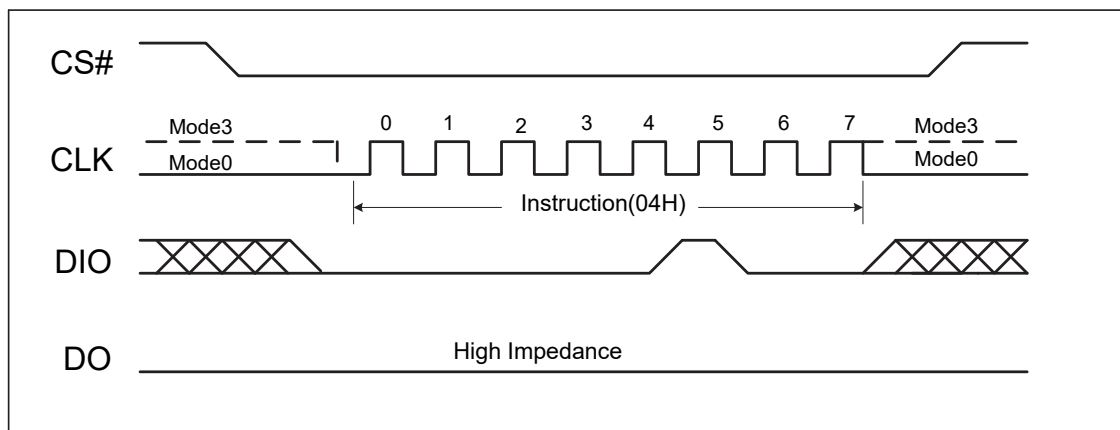 CS#
0 1 2 3 4 5 6 7
Mode3 Mode3
CLK Mode0 Mode0
Instruction(04H)
DIO
High Impedance
DO